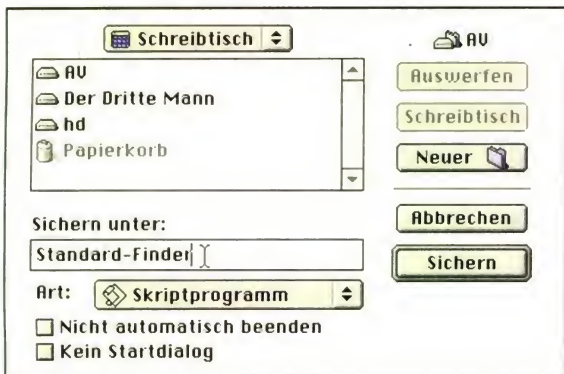 Schreibtisch
AV
AV
Der Dritte Mann
hd
Papierkorb
Auswerfen
Schreibtisch
Neuer
Sichern unter:
Standard-Finder
Abbrechen
Sichern
Art: Skriptprogramm
Nicht automatisch beenden
Kein Startdialog